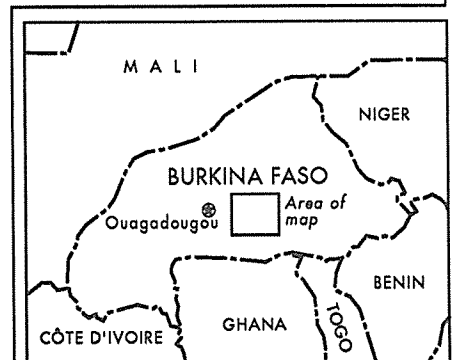 MALI
NIGER
BURKINA FASO
Ouagadougou
Area of
map
BENIN
CÔTE D'IVOIRE
GHANA
TOGO